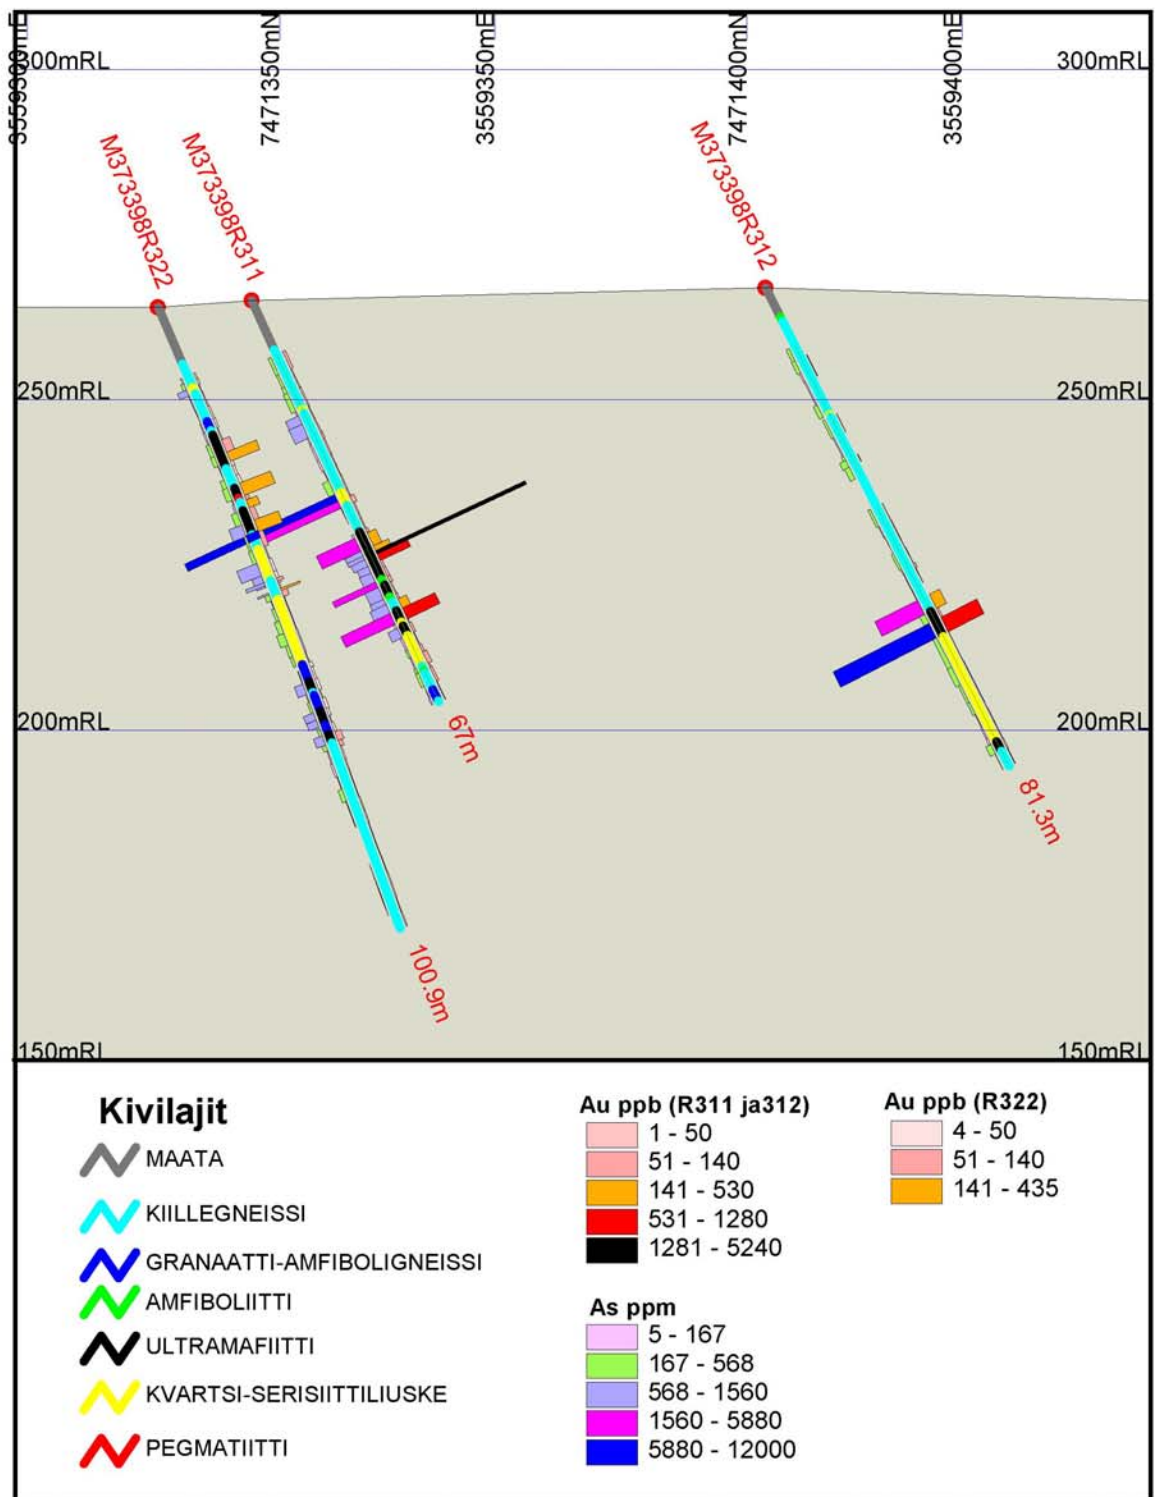 3559300mE
7471350mN
3559350mE
7471400mN
3559400mE
300mRL
300mRL
M373398R322
M373398R311
M373398R312
250mRL
250mRL
200mRL
200mRL
67m
81.3m
100.9m
150mRL
150mRL
Kivilajit
MAATA
KIILLEGNEISSI
GRANAATTI-AMFIBOLIGNEISSI
AMFIBOLIITTI
ULTRAMAFIITTI
KVARTSI-SERISIITTILIUSKE
PEGMATIITTI
Au ppb (R311 ja312)
1 - 50
51 - 140
141 - 530
531 - 1280
1281 - 5240
As ppm
5 - 167
167 - 568
568 - 1560
1560 - 5880
5880 - 12000
Au ppb (R322)
4 - 50
51 - 140
141 - 435